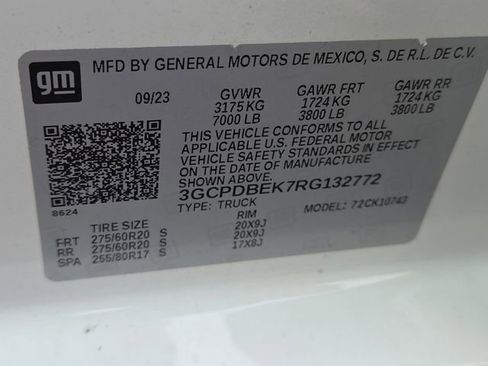 gm
MFD BY GENERAL MOTORS DE MEXICO, S. DE R.L. DE C.V.
09/23 GVWR GAWR FRT GAWR RR
3175 KG 1724 KG 1724 KG
7000 LB 3800 LB 3800 LB
THIS VEHICLE CONFORMS TO ALL
APPLICABLE U.S. FEDERAL MOTOR
VEHICLE SAFETY STANDARDS IN EFFECT
ON THE DATE OF MANUFACTURE
SHOWN ABOVE
3GCPDBEK7RG132772
8624 TYPE: TRUCK MODEL: 72CK10743
TIRE SIZE RIM
FRT 275/60R20 S 20X9J
RR 275/60R20 S 20X9J
SPA 255/80R17 S 17X8J